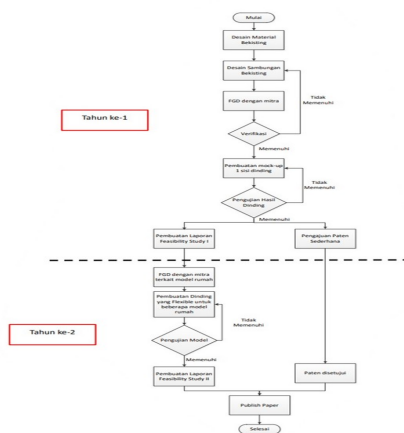 Mulai
Desain Material
Bekisting
Desain Sambungan
Bekisting
Tidak
Memenuhi
FGD dengan mitra
Tahun ke-1
Verifikasi
Memenuhi
Pembuatan mock-up
1 sisi dinding
Tidak
Memenuhi
Pengujian Hasil
Dinding
Memenuhi
Pembuatan Laporan
Feasibility Study I
Pengajuan Paten
Sederhana
FGD dengan mitra
terkait model rumah
Pembuatan Dinding
yang Flexible untuk
beberapa model
rumah
Tidak
Memenuhi
Tahun ke-2
Pengujian Model
Memenuhi
Pembuatan Laporan
Feasibility Study II
Paten disetujui
Publish Paper
Selesai